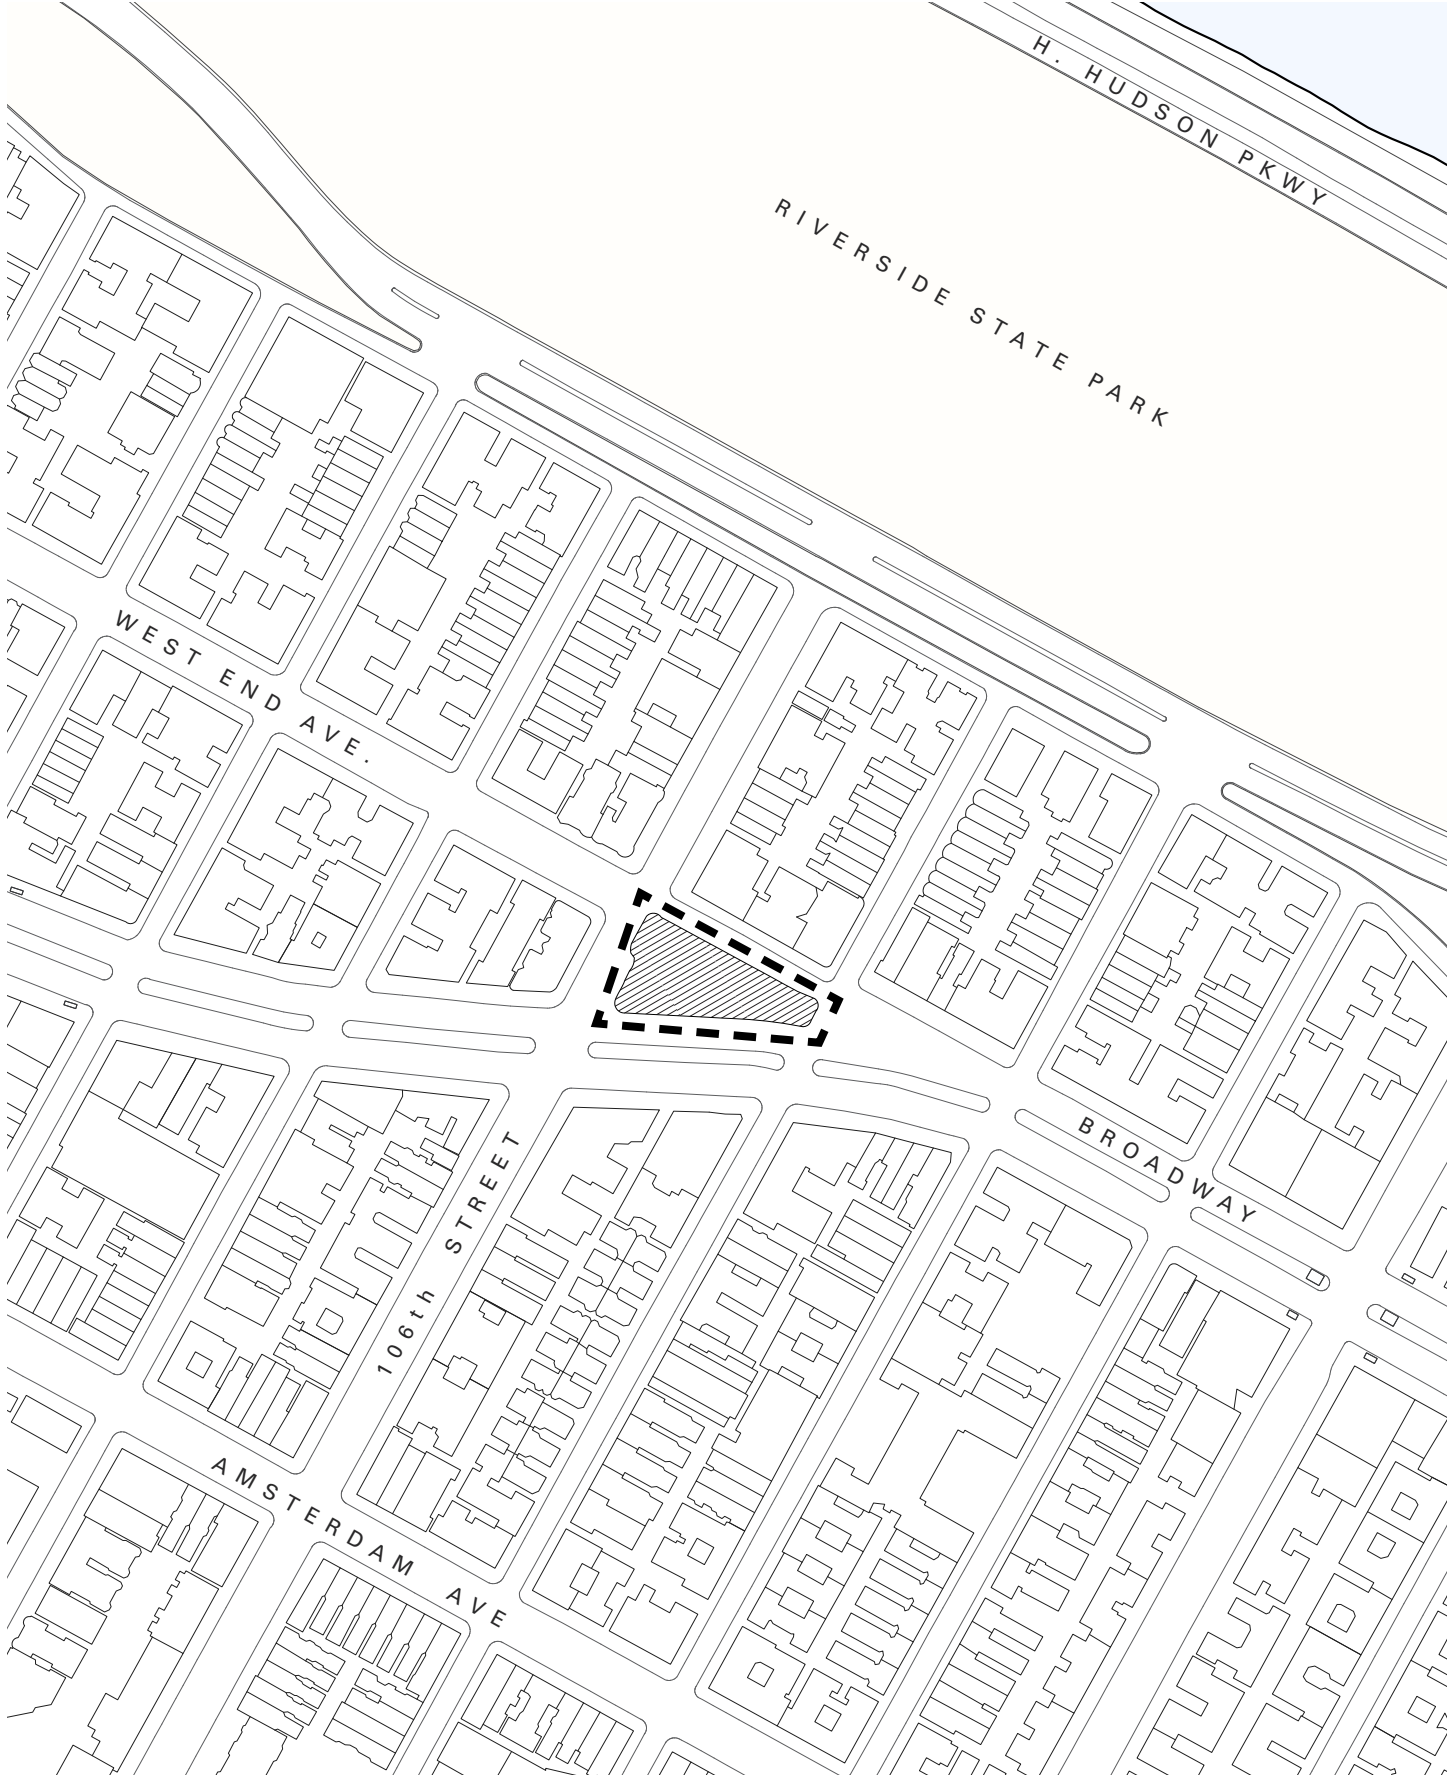 H. HUDSON PKWY
RIVERSIDE STATE PARK
WEST END AVE.
BROADWAY
106th STREET
AMSTERDAM AVE